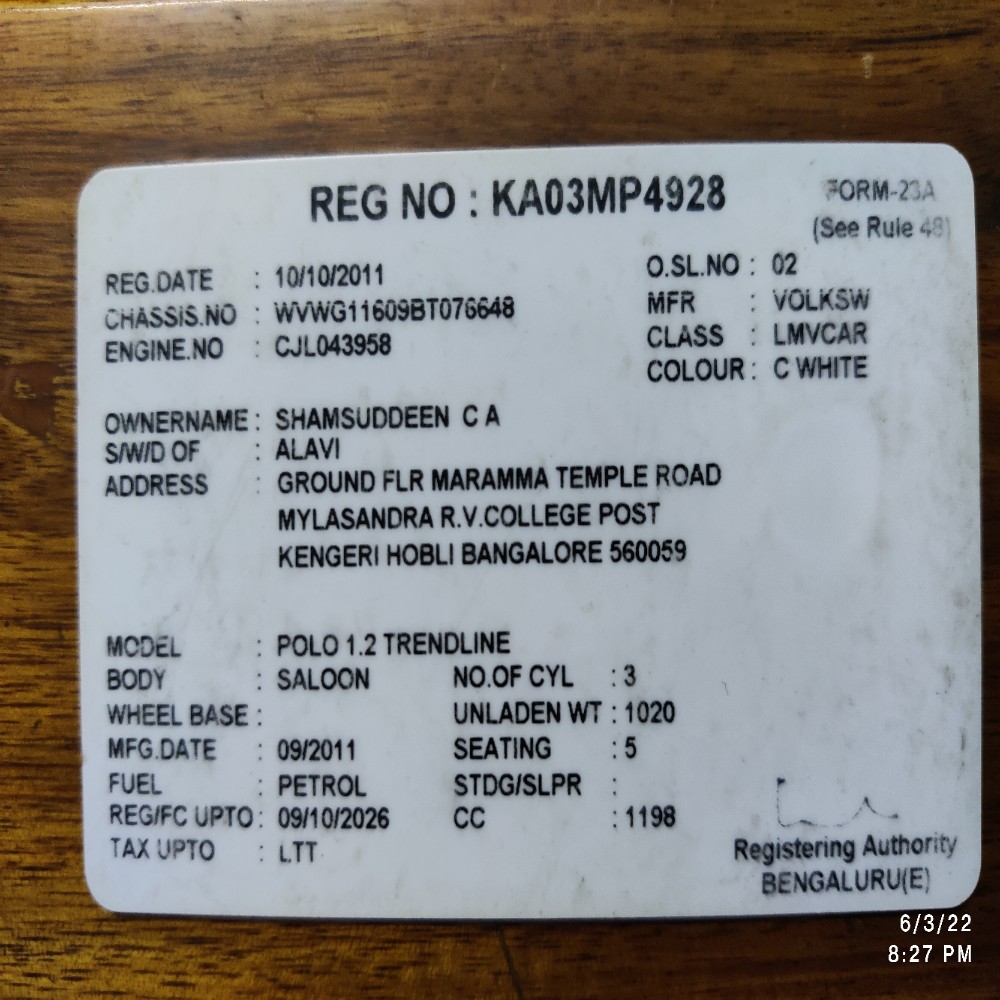 REG NO : KA03MP4928
FORM-23A
(See Rule 48)
REG.DATE : 10/10/2011
O.SL.NO : 02
CHASSIS.NO : WVWG11609BT076648
MFR : VOLKSW
ENGINE.NO : CJL043958
CLASS : LMVCAR
COLOUR : C WHITE
OWNERNAME : SHAMSUDDEEN C A
S/W/D OF : ALAVI
ADDRESS : GROUND FLR MARAMMA TEMPLE ROAD
MYLASANDRA R.V.COLLEGE POST
KENGERI HOBLI BANGALORE 560059
MODEL : POLO 1.2 TRENDLINE
BODY : SALOON NO.OF CYL : 3
WHEEL BASE : UNLADEN WT : 1020
MFG.DATE : 09/2011 SEATING : 5
FUEL : PETROL STDG/SLPR :
REG/FC UPTO : 09/10/2026 CC : 1198
TAX UPTO : LTT
Registering Authority
BENGALURU(E)
6/3/22
8:27 PM